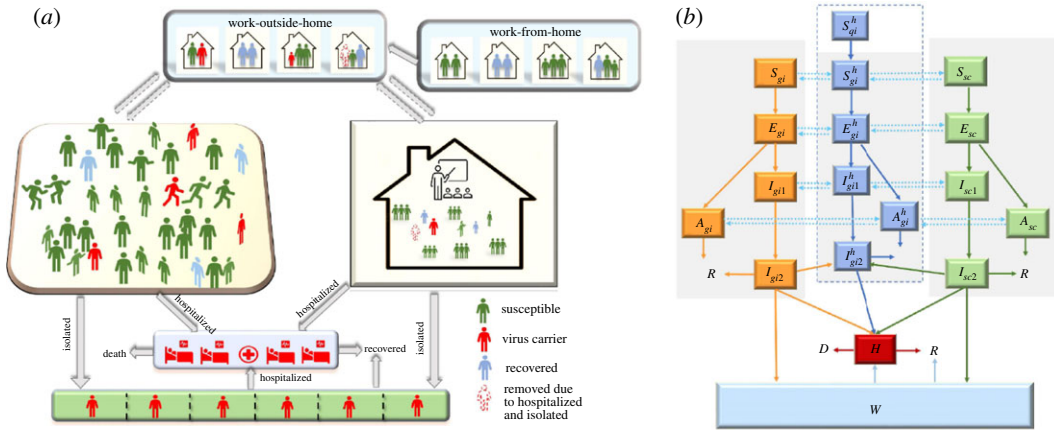 (a)
work-outside-home
work-from-home
isolated
hospitalized
hospitalized
isolated
death
recovered
hospitalized
susceptible
virus carrier
recovered
removed due
to hospitalized
and isolated
(b)
S^h_qi
S_gi
S^h_gi
S_sc
E_gi
E^h_gi
E_sc
I_gi1
I^h_gi1
I_sc1
A_gi
A^h_gi
A_sc
R
I_gi2
I^h_gi2
I_sc2
R
D
H
R
W